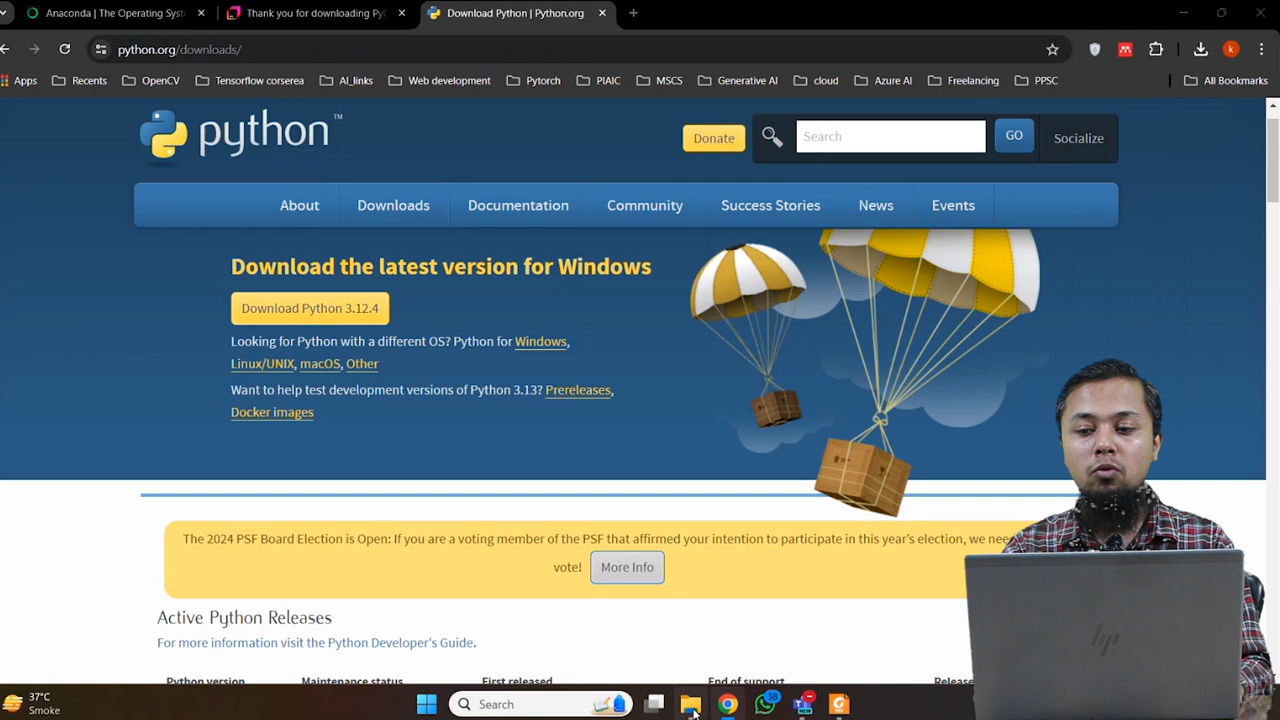 Anaconda | The Operating Syst
Thank you for downloading PyC
Download Python | Python.org
python.org/downloads/
k
Apps
Recents
OpenCV
Tensorflow corserea
AI_links
Web development
Pytorch
PIAIC
MSCS
Generative AI
cloud
Azure AI
Freelancing
PPSC
All Bookmarks
python™
Donate
Search
GO
Socialize
About
Downloads
Documentation
Community
Success Stories
News
Events
Download the latest version for Windows
Download Python 3.12.4
Looking for Python with a different OS? Python for Windows,
Linux/UNIX, macOS, Other
Want to help test development versions of Python 3.13? Prereleases,
Docker images
The 2024 PSF Board Election is Open: If you are a voting member of the PSF that affirmed your intention to participate in this year's election, we nee
vote!
More Info
Active Python Releases
For more information visit the Python Developer's Guide.
Python version
Maintenance status
First released
End of support
Release
hp
37°C
Smoke
Search
38
NEW